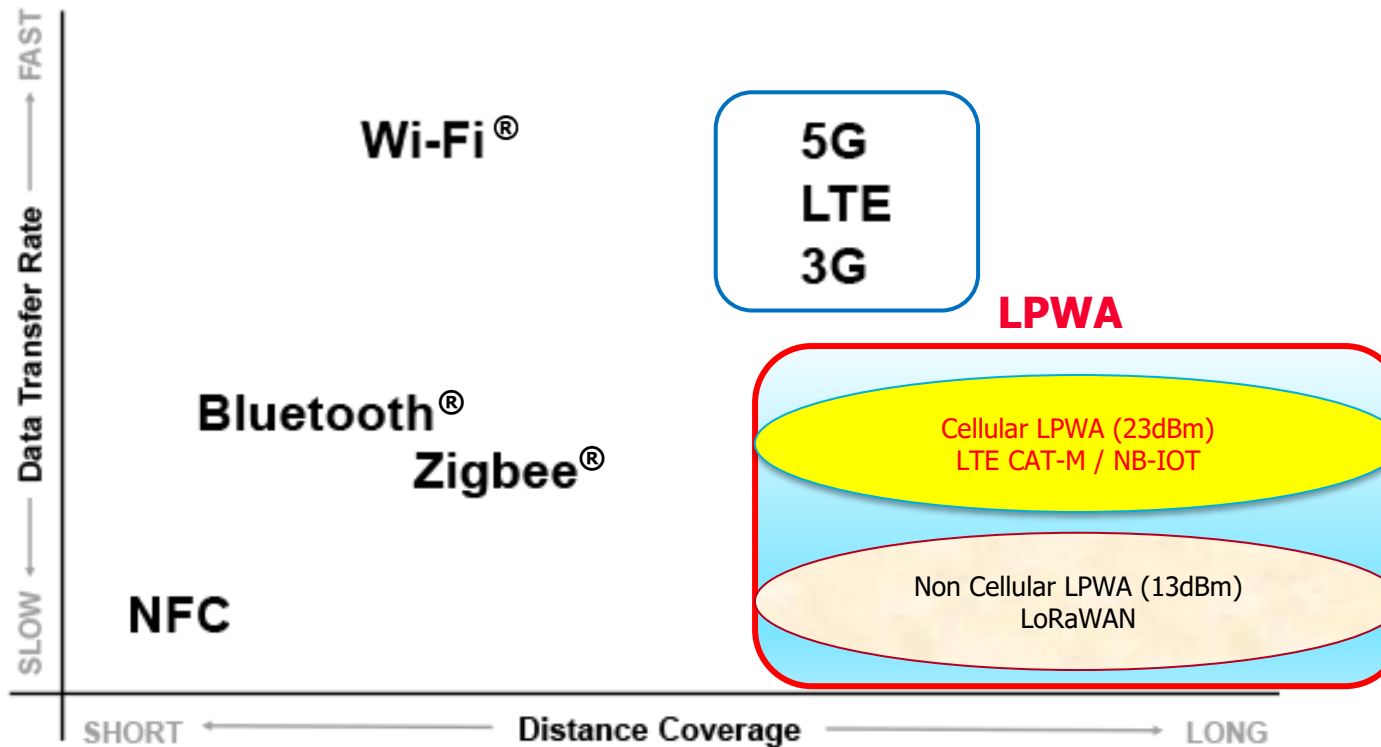 FAST
Data Transfer Rate
SLOW
Wi-Fi®
5G
LTE
3G
LPWA
Bluetooth®
Zigbee®
Cellular LPWA (23dBm)
LTE CAT-M / NB-IOT
NFC
Non Cellular LPWA (13dBm)
LoRaWAN
SHORT
Distance Coverage
LONG